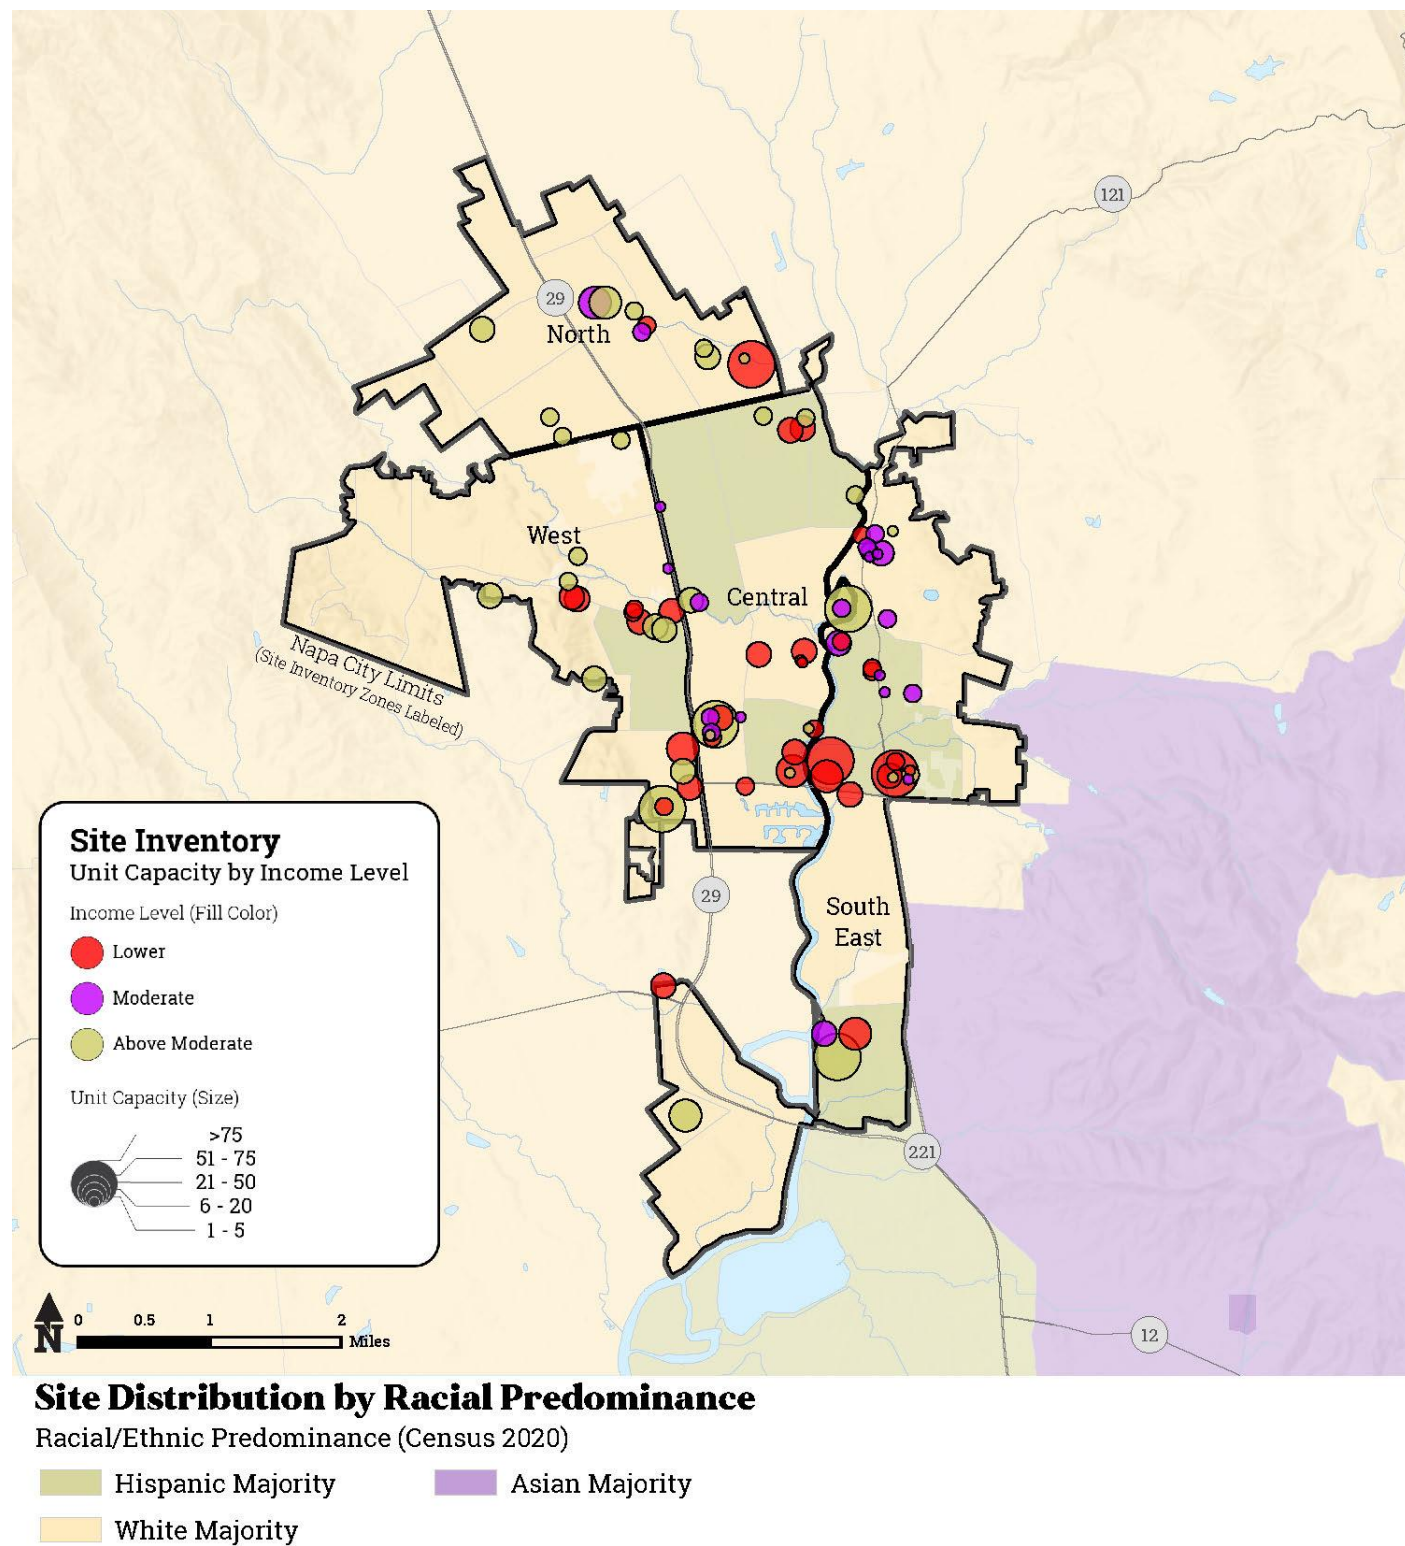 121
29
North
West
Central
Napa City Limits
(Site Inventory Zones Labeled)
Site Inventory
Unit Capacity by Income Level
Income Level (Fill Color)
Lower
Moderate
Above Moderate
Unit Capacity (Size)
>75
51 - 75
21 - 50
6 - 20
1 - 5
29
South
East
221
12
N
0 0.5 1 2
Miles
Site Distribution by Racial Predominance
Racial/Ethnic Predominance (Census 2020)
Hispanic Majority
Asian Majority
White Majority